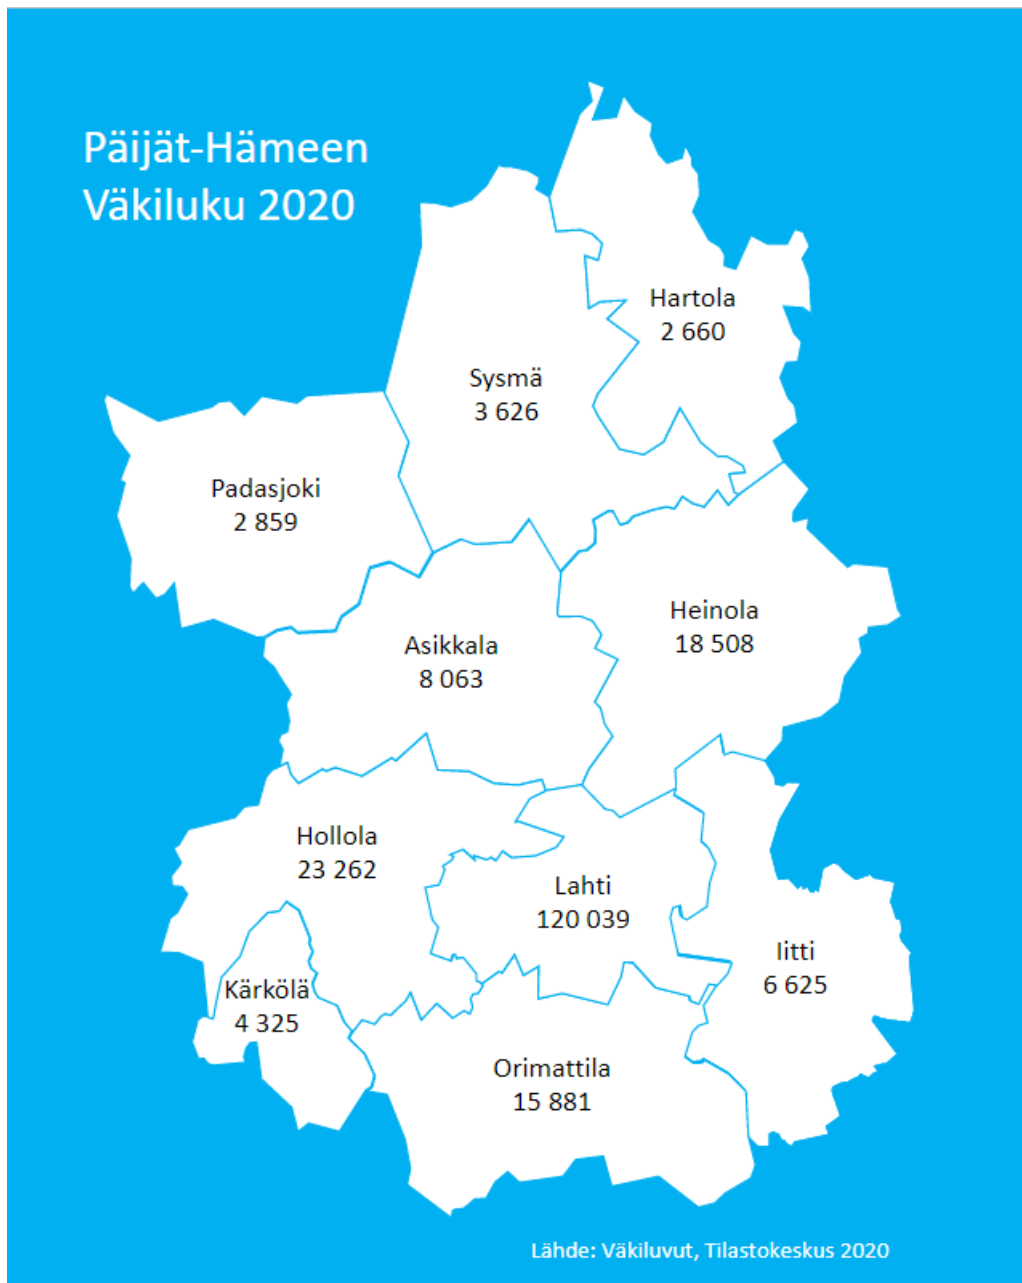 Päijät-Hämeen
Väkiluku 2020
Hartola
2 660
Sysmä
3 626
Padasjoki
2 859
Heinola
18 508
Asikkala
8 063
Hollola
23 262
Lahti
120 039
Iitti
6 625
Kärkölä
4 325
Orimattila
15 881
Lähde: Väkiluvut, Tilastokeskus 2020